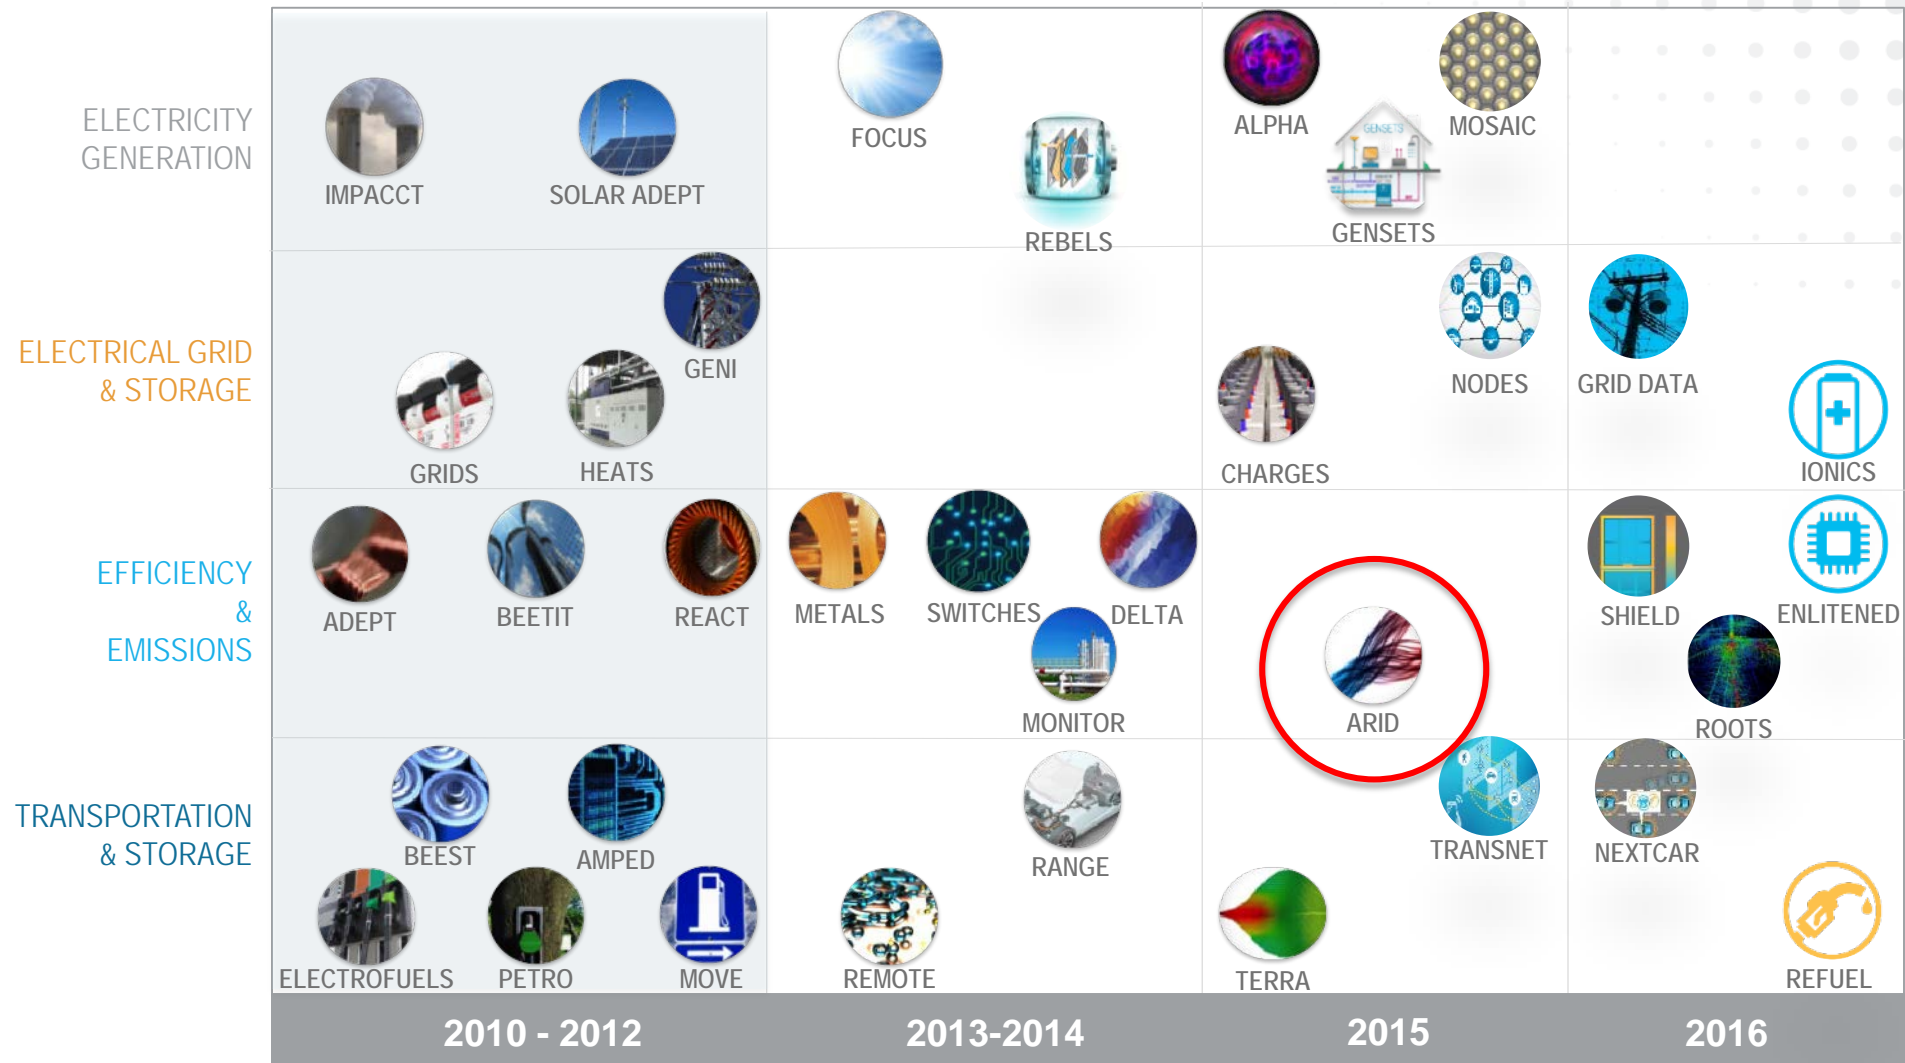 ELECTRICITY
GENERATION
IMPACCT
SOLAR ADEPT
FOCUS
REBELS
ALPHA
GENSETS
GENSETS
MOSAIC
ELECTRICAL GRID
& STORAGE
GENI
GRIDS
HEATS
CHARGES
NODES
GRID DATA
IONICS
EFFICIENCY
&
EMISSIONS
ADEPT
BEETIT
REACT
METALS
SWITCHES
DELTA
MONITOR
ARID
SHIELD
ENLITENED
ROOTS
TRANSPORTATION
& STORAGE
BEEST
AMPED
ELECTROFUELS
PETRO
MOVE
RANGE
REMOTE
TRANSNET
TERRA
NEXTCAR
REFUEL
2010 - 2012
2013-2014
2015
2016